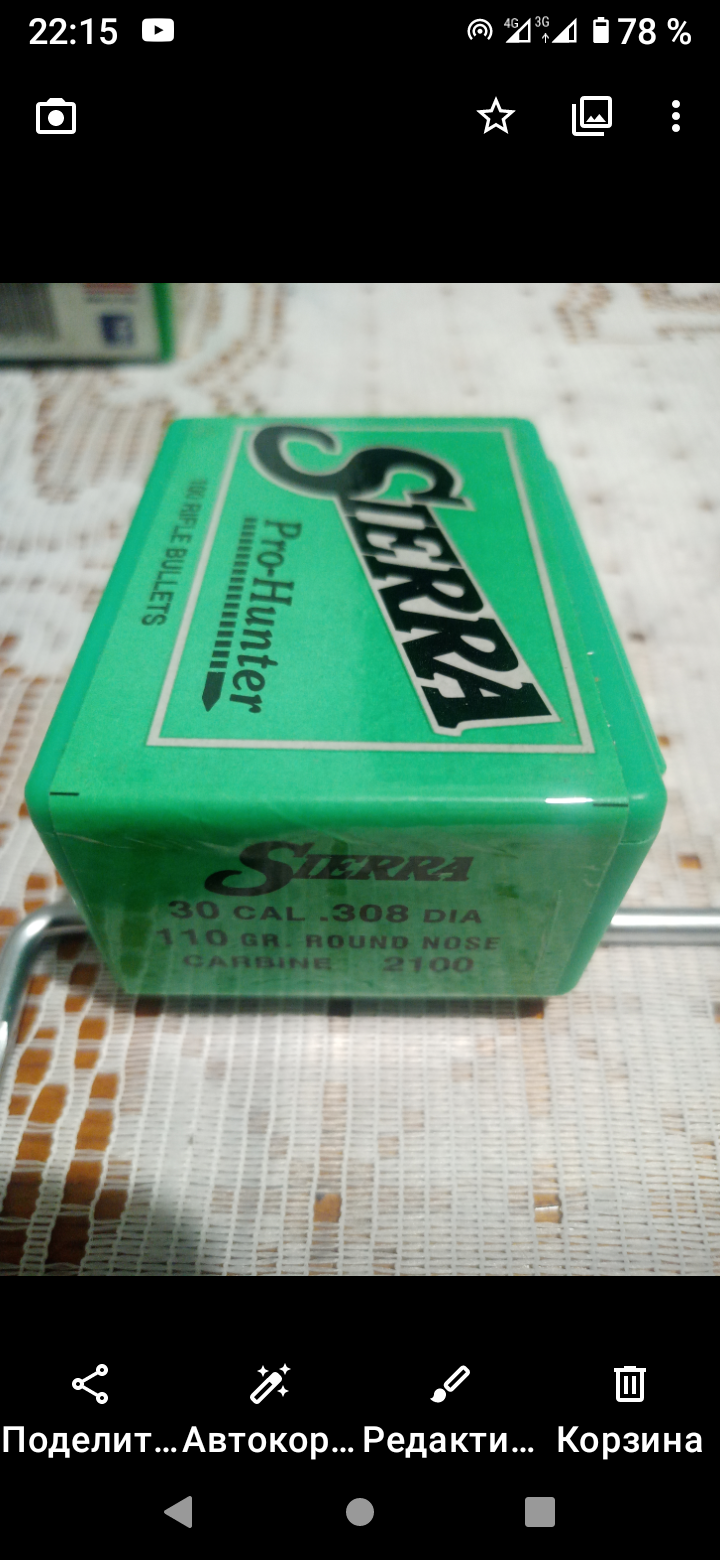 22:15
4G 3G 78 %
SIERRA
Pro-Hunter
100 RIFLE BULLETS
SIERRA
30 CAL .308 DIA
110 GR. ROUND NOSE
CARBINE 2100
Поделит... Автокор... Редакти... Корзина